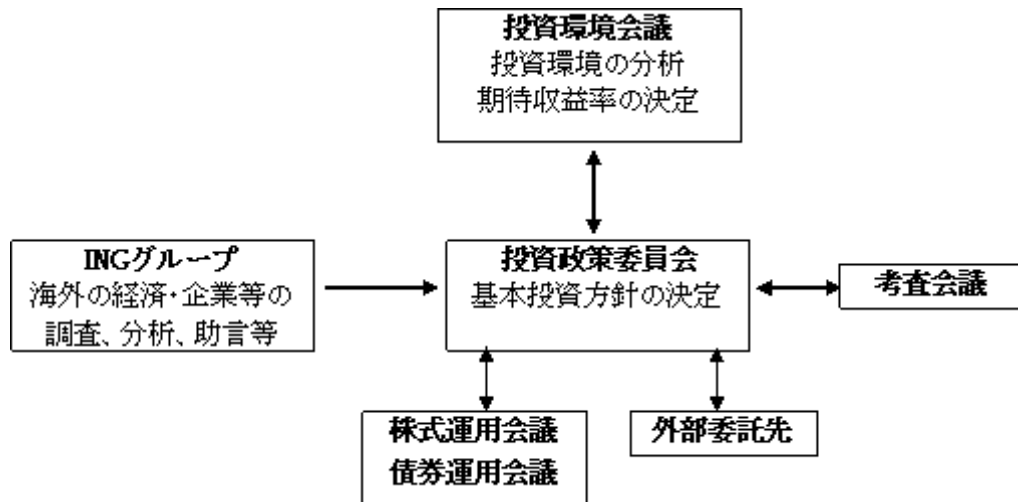 投資環境会議
投資環境の分析
期待収益率の決定
INGグループ
海外の経済・企業等の
調査、分析、助言等
投資政策委員会
基本投資方針の決定
考査会議
株式運用会議
債券運用会議
外部委託先